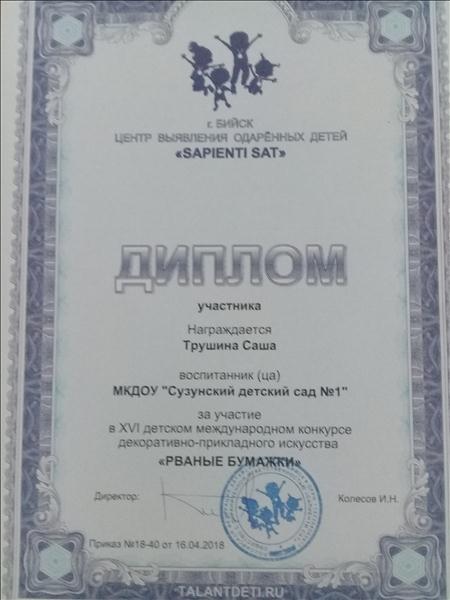 г. БИЙСК
ЦЕНТР ВЫЯВЛЕНИЯ ОДАРЁННЫХ ДЕТЕЙ
«SAPIENTI SAT»
ДИПЛОМ
участника
Награждается
Трушина Саша
воспитанник (ца)
МКДОУ "Сузунский детский сад №1"
за участие
в XVI детском международном конкурсе
декоративно-прикладного искусства
«РВАНЫЕ БУМАЖКИ»
Директор:
Колесов И.Н.
Приказ №18-40 от 16.04.2018
TALANTDETI.RU